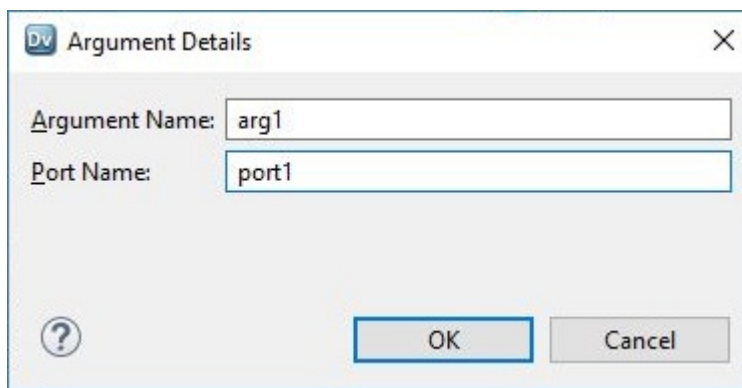 Dv Argument Details
Argument Name: arg1
Port Name: port1
?
OK Cancel